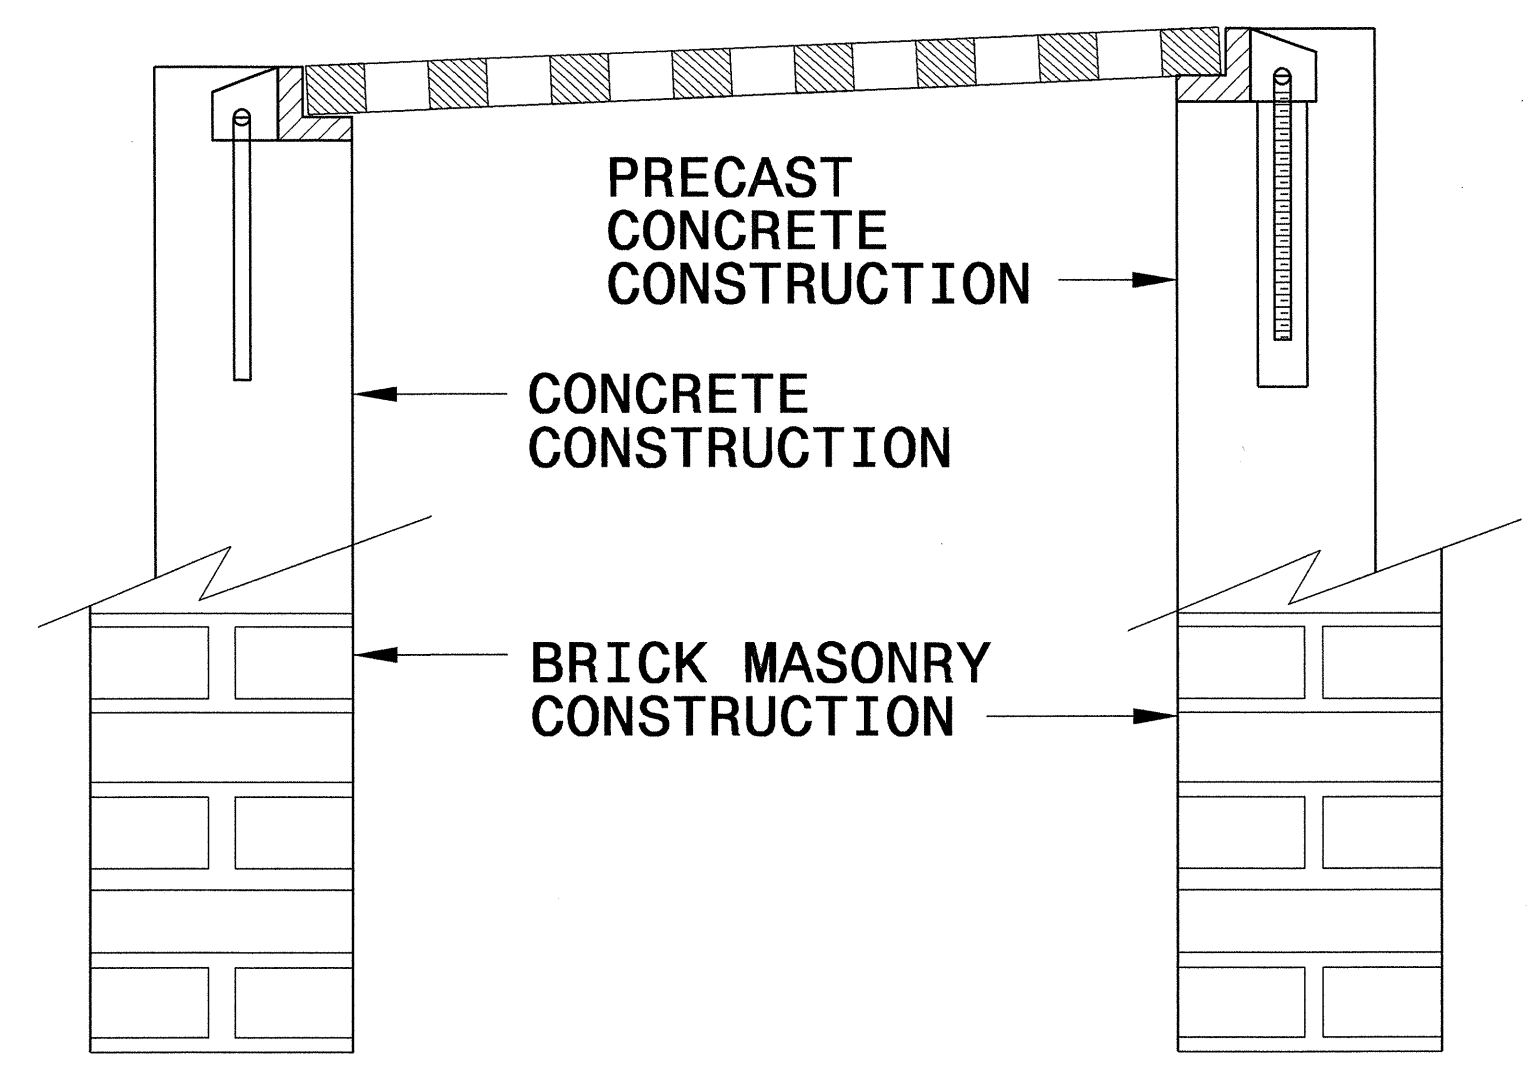 PRECAST
CONCRETE
CONSTRUCTION
CONCRETE
CONSTRUCTION
BRICK MASONRY
CONSTRUCTION